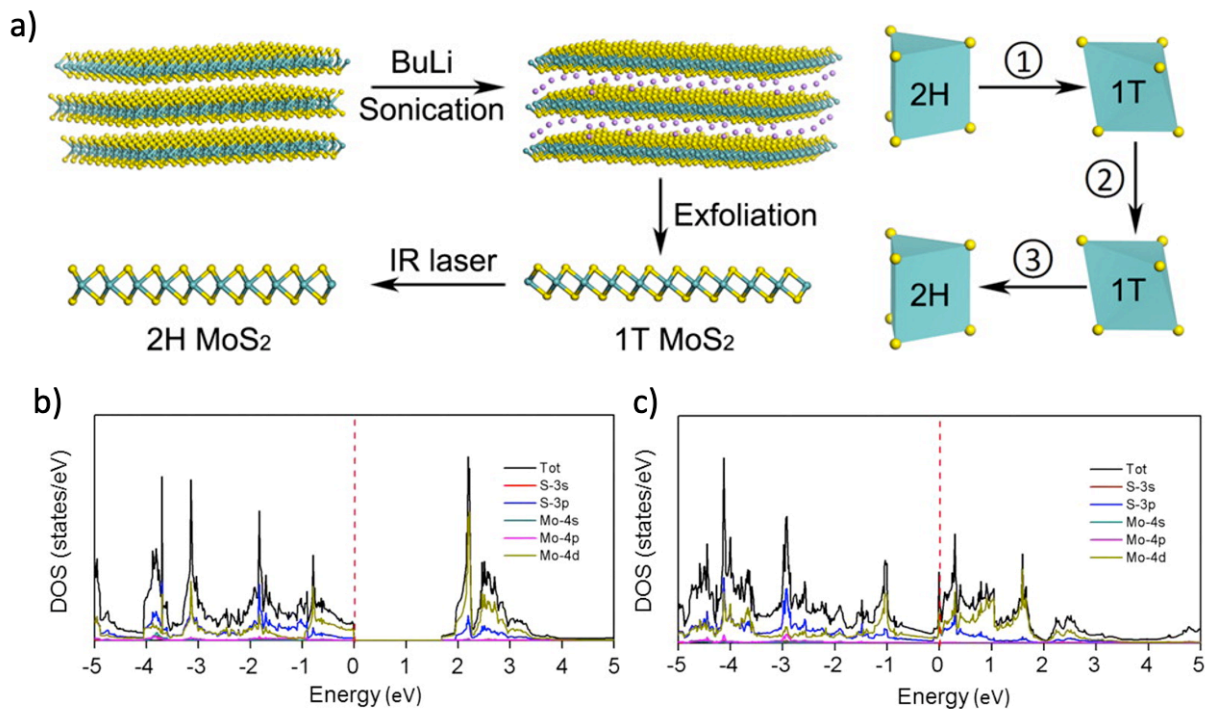 a)
BuLi
Sonication
2H
①
1T
②
Exfoliation
IR laser
2H
③
1T
2H MoS₂
1T MoS₂
b)
DOS (states/eV)
Tot
S-3s
S-3p
Mo-4s
Mo-4p
Mo-4d
-5 -4 -3 -2 -1 0 1 2 3 4 5
Energy (eV)
c)
DOS (states/eV)
Tot
S-3s
S-3p
Mo-4s
Mo-4p
Mo-4d
-5 -4 -3 -2 -1 0 1 2 3 4 5
Energy (eV)